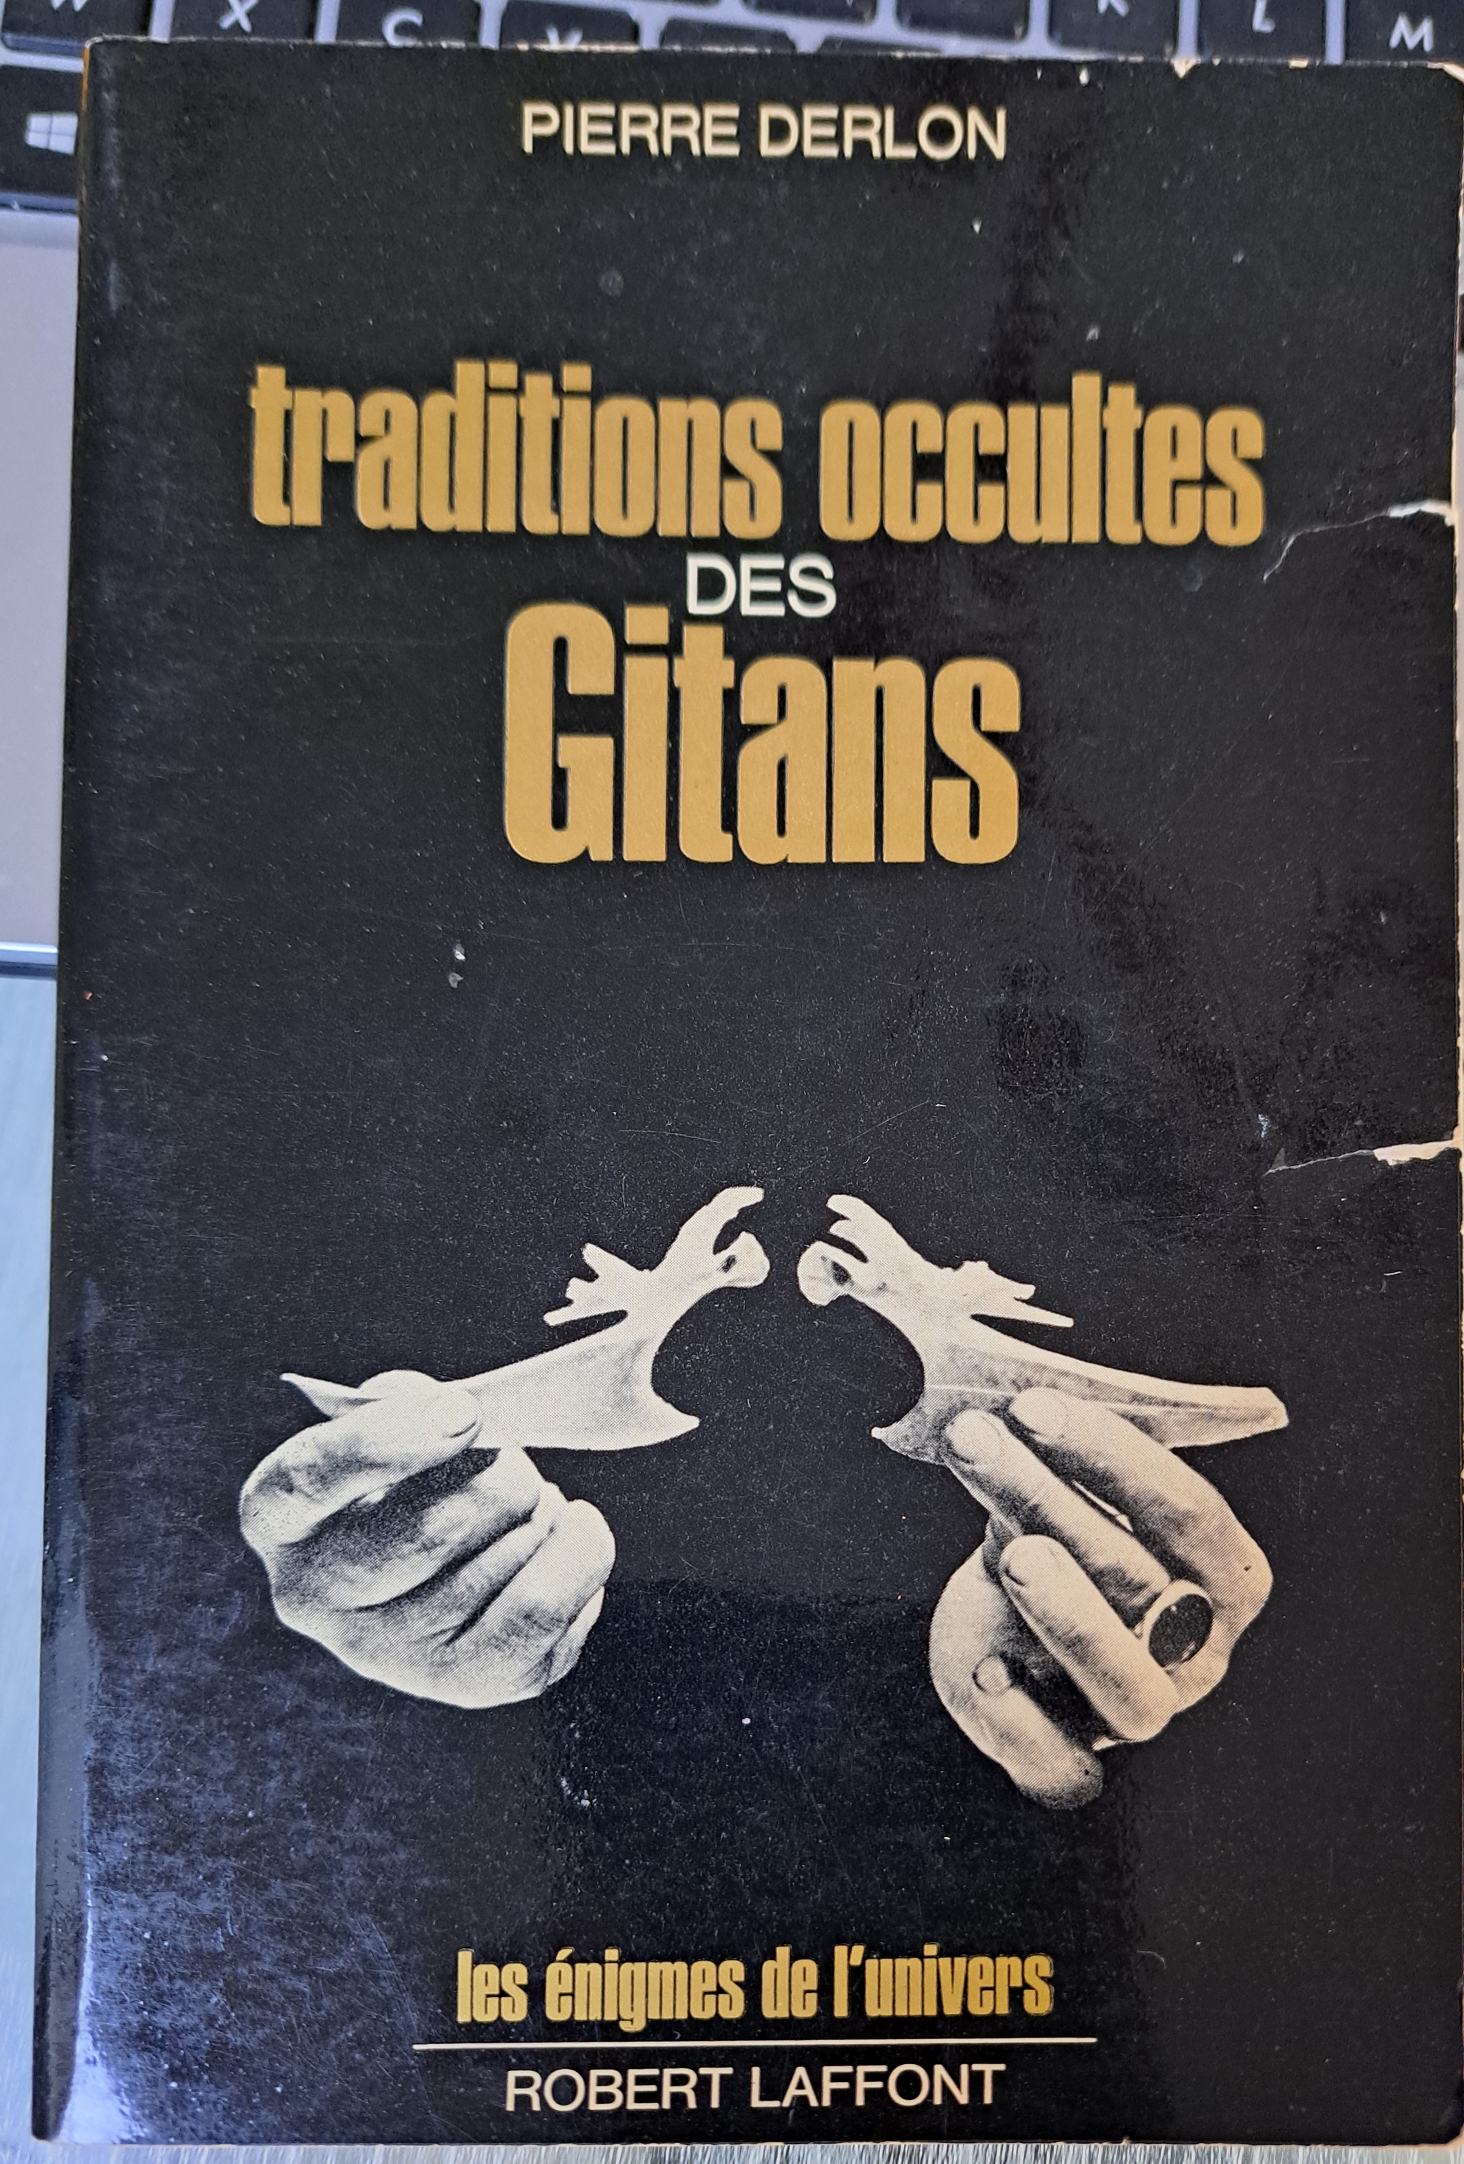 X C V L M
PIERRE DERLON
traditions occultes
DES
Gitans
les énigmes de l'univers
ROBERT LAFFONT